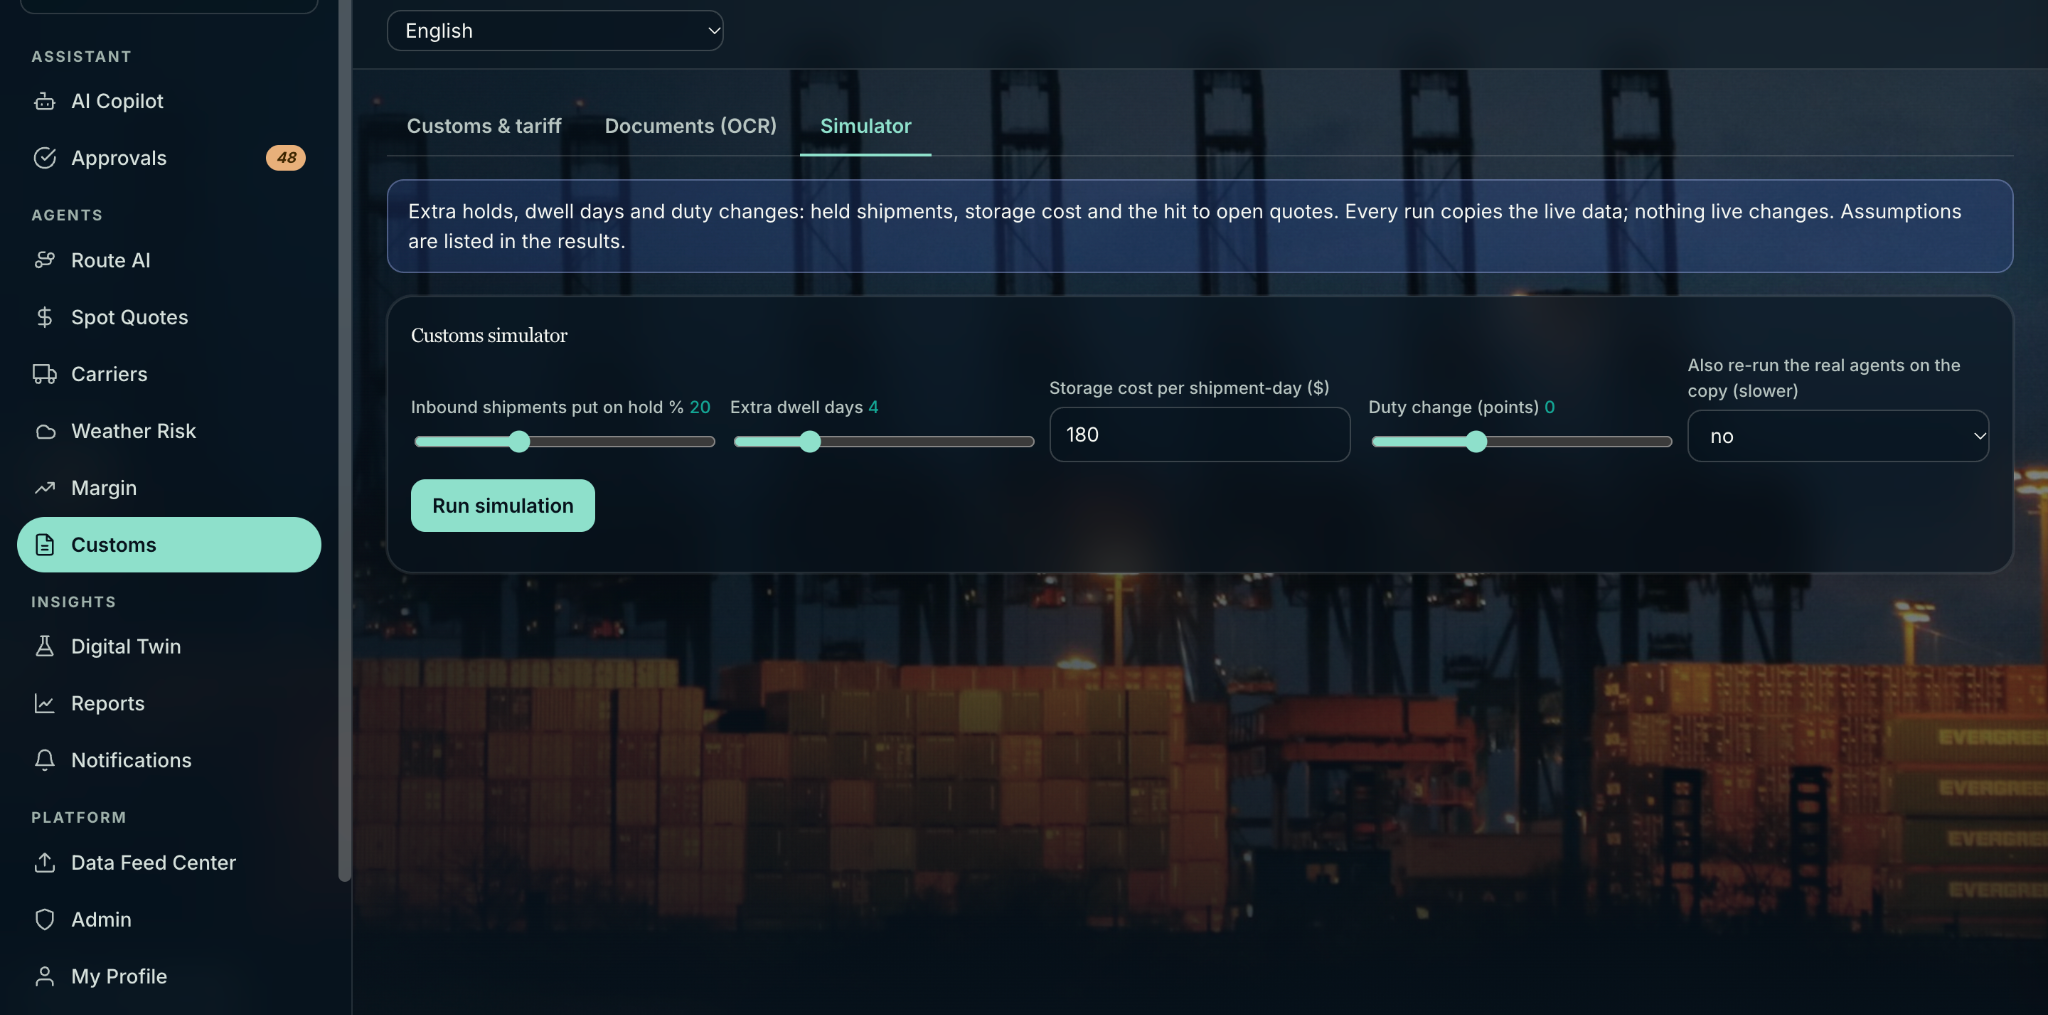 English
ASSISTANT
AI Copilot
Approvals 48
AGENTS
Route AI
Spot Quotes
Carriers
Weather Risk
Margin
Customs
INSIGHTS
Digital Twin
Reports
Notifications
PLATFORM
Data Feed Center
Admin
My Profile
Customs & tariff Documents (OCR) Simulator
Extra holds, dwell days and duty changes: held shipments, storage cost and the hit to open quotes. Every run copies the live data; nothing live changes. Assumptions
are listed in the results.
Customs simulator
Inbound shipments put on hold % 20
Extra dwell days 4
Storage cost per shipment-day ($)
180
Duty change (points) 0
Also re-run the real agents on the
copy (slower)
no
Run simulation
EVERGREE
EVERGREE
EVERGREE
EVERGREE